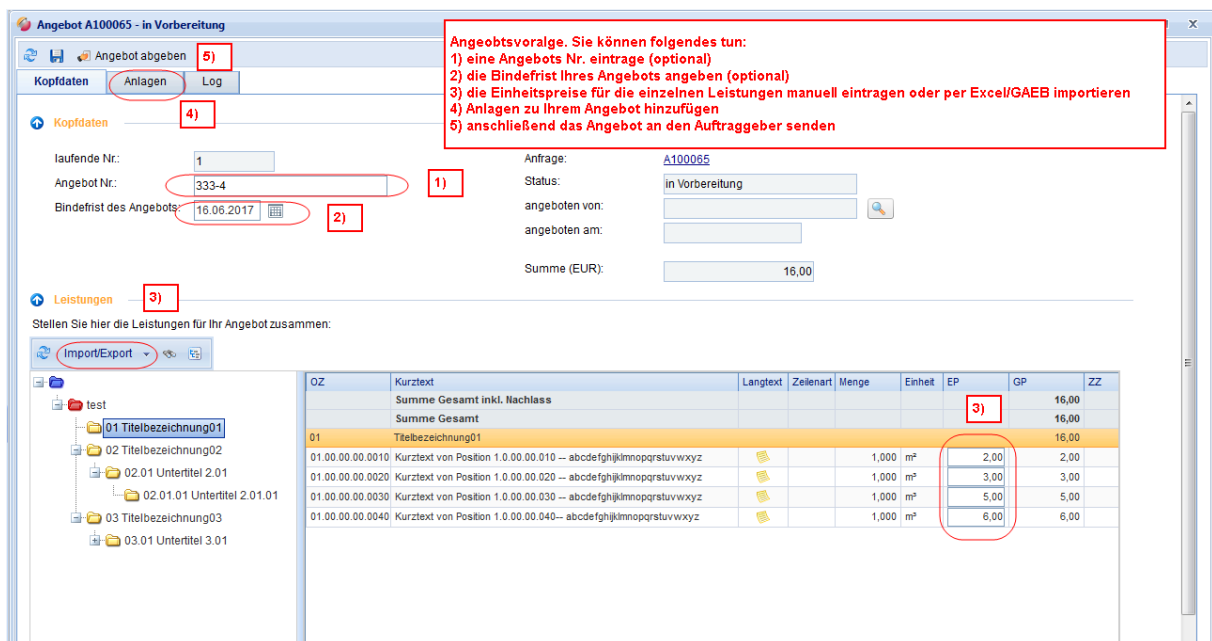 Angebot A100065 - in Vorbereitung
X
Angebot abgeben 5)
Angeobtsvoralge. Sie können folgendes tun:
1) eine Angebots Nr. eintrage (optional)
2) die Bindefrist Ihres Angebots angeben (optional)
3) die Einheitspreise für die einzelnen Leistungen manuell eintragen oder per Excel/GAEB importieren
4) Anlagen zu Ihrem Angebot hinzufügen
5) anschließend das Angebot an den Auftraggeber senden
Kopfdaten Anlagen Log
4)
Kopfdaten
laufende Nr.: 1 Anfrage: A100065
Angebot Nr.: 333-4 1) Status: in Vorbereitung
Bindefrist des Angebots: 16.06.2017 2) angeboten von:
angeboten am:
Summe (EUR): 16,00
Leistungen 3)
Stellen Sie hier die Leistungen für Ihr Angebot zusammen:
Import/Export
test
01 Titelbezeichnung01
02 Titelbezeichnung02
02.01 Untertitel 2.01
02.01.01 Untertitel 2.01.01
03 Titelbezeichnung03
03.01 Untertitel 3.01
OZ Kurztext Langtext Zeilenart Menge Einheit EP GP ZZ
Summe Gesamt inkl. Nachlass 16,00
3)
Summe Gesamt 16,00
01 Titelbezeichnung01 16,00
01.00.00.00.0010 Kurztext von Position 1.0.00.00.010 -- abcdefghijklmnopqrstuvwxyz 1,000 m² 2,00 2,00
01.00.00.00.0020 Kurztext von Position 1.0.00.00.020 -- abcdefghijklmnopqrstuvwxyz 1,000 m³ 3,00 3,00
01.00.00.00.0030 Kurztext von Position 1.0.00.00.030 -- abcdefghijklmnopqrstuvwxyz 1,000 m² 5,00 5,00
01.00.00.00.0040 Kurztext von Position 1.0.00.00.040-- abcdefghijklmnopqrstuvwxyz 1,000 m³ 6,00 6,00